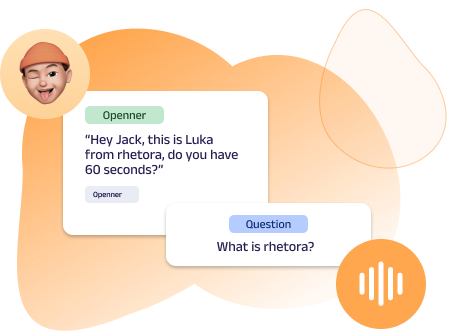 Openner
“Hey Jack, this is Luka
from rhetora, do you have
60 seconds?”
Openner
Question
What is rhetora?